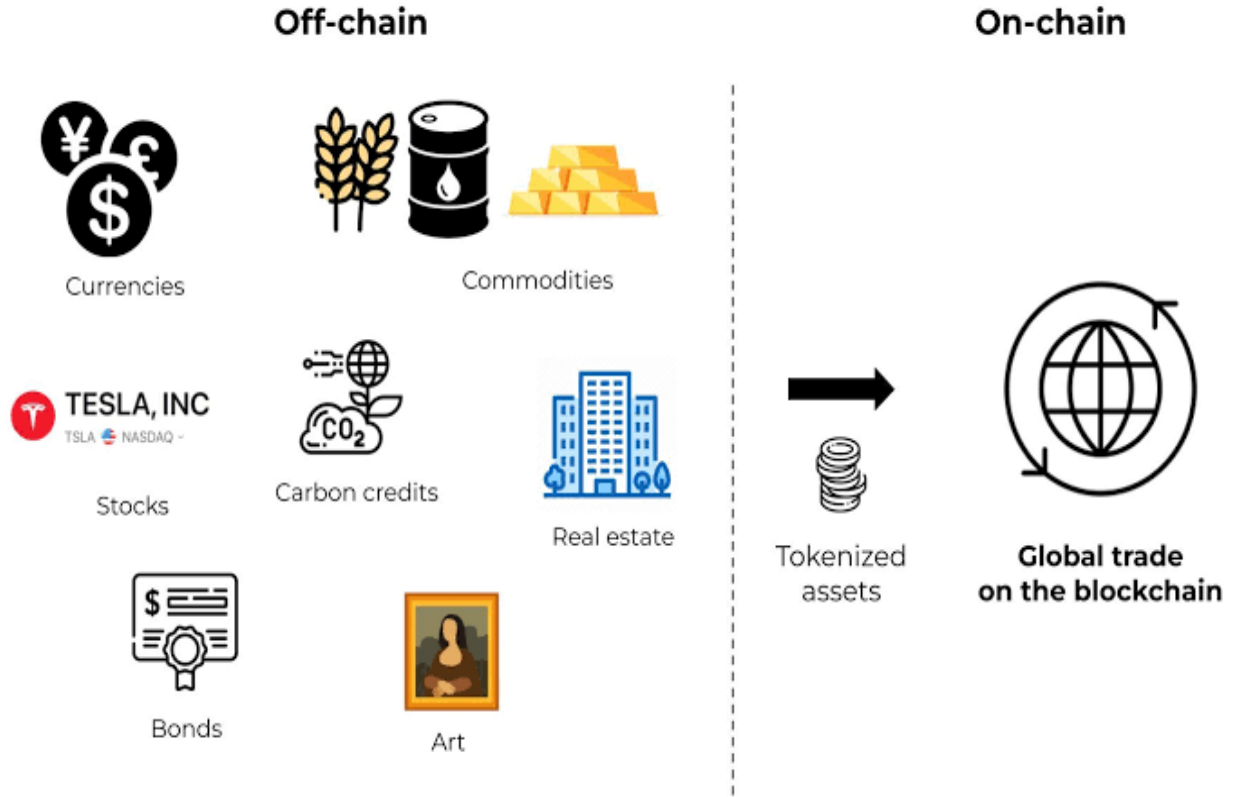 Off-chain
On-chain
¥
£
$
Currencies
Commodities
TESLA, INC
TSLA NASDAQ
CO₂
Stocks
Carbon credits
Real estate
Tokenized
assets
Global trade
on the blockchain
$
Bonds
Art